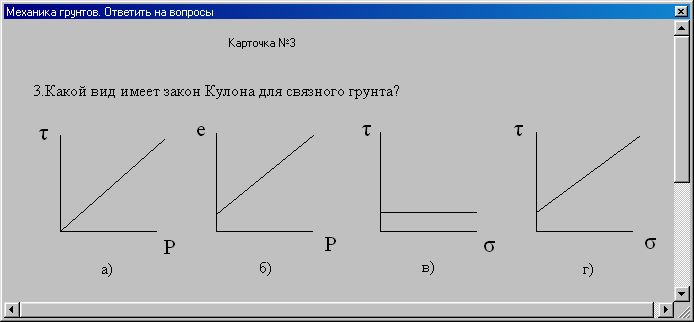 Механика грунтов. Ответить на вопросы
Карточка №3
3.Какой вид имеет закон Кулона для связного грунта?
τ e τ τ
P P σ σ
а) б) в) г)